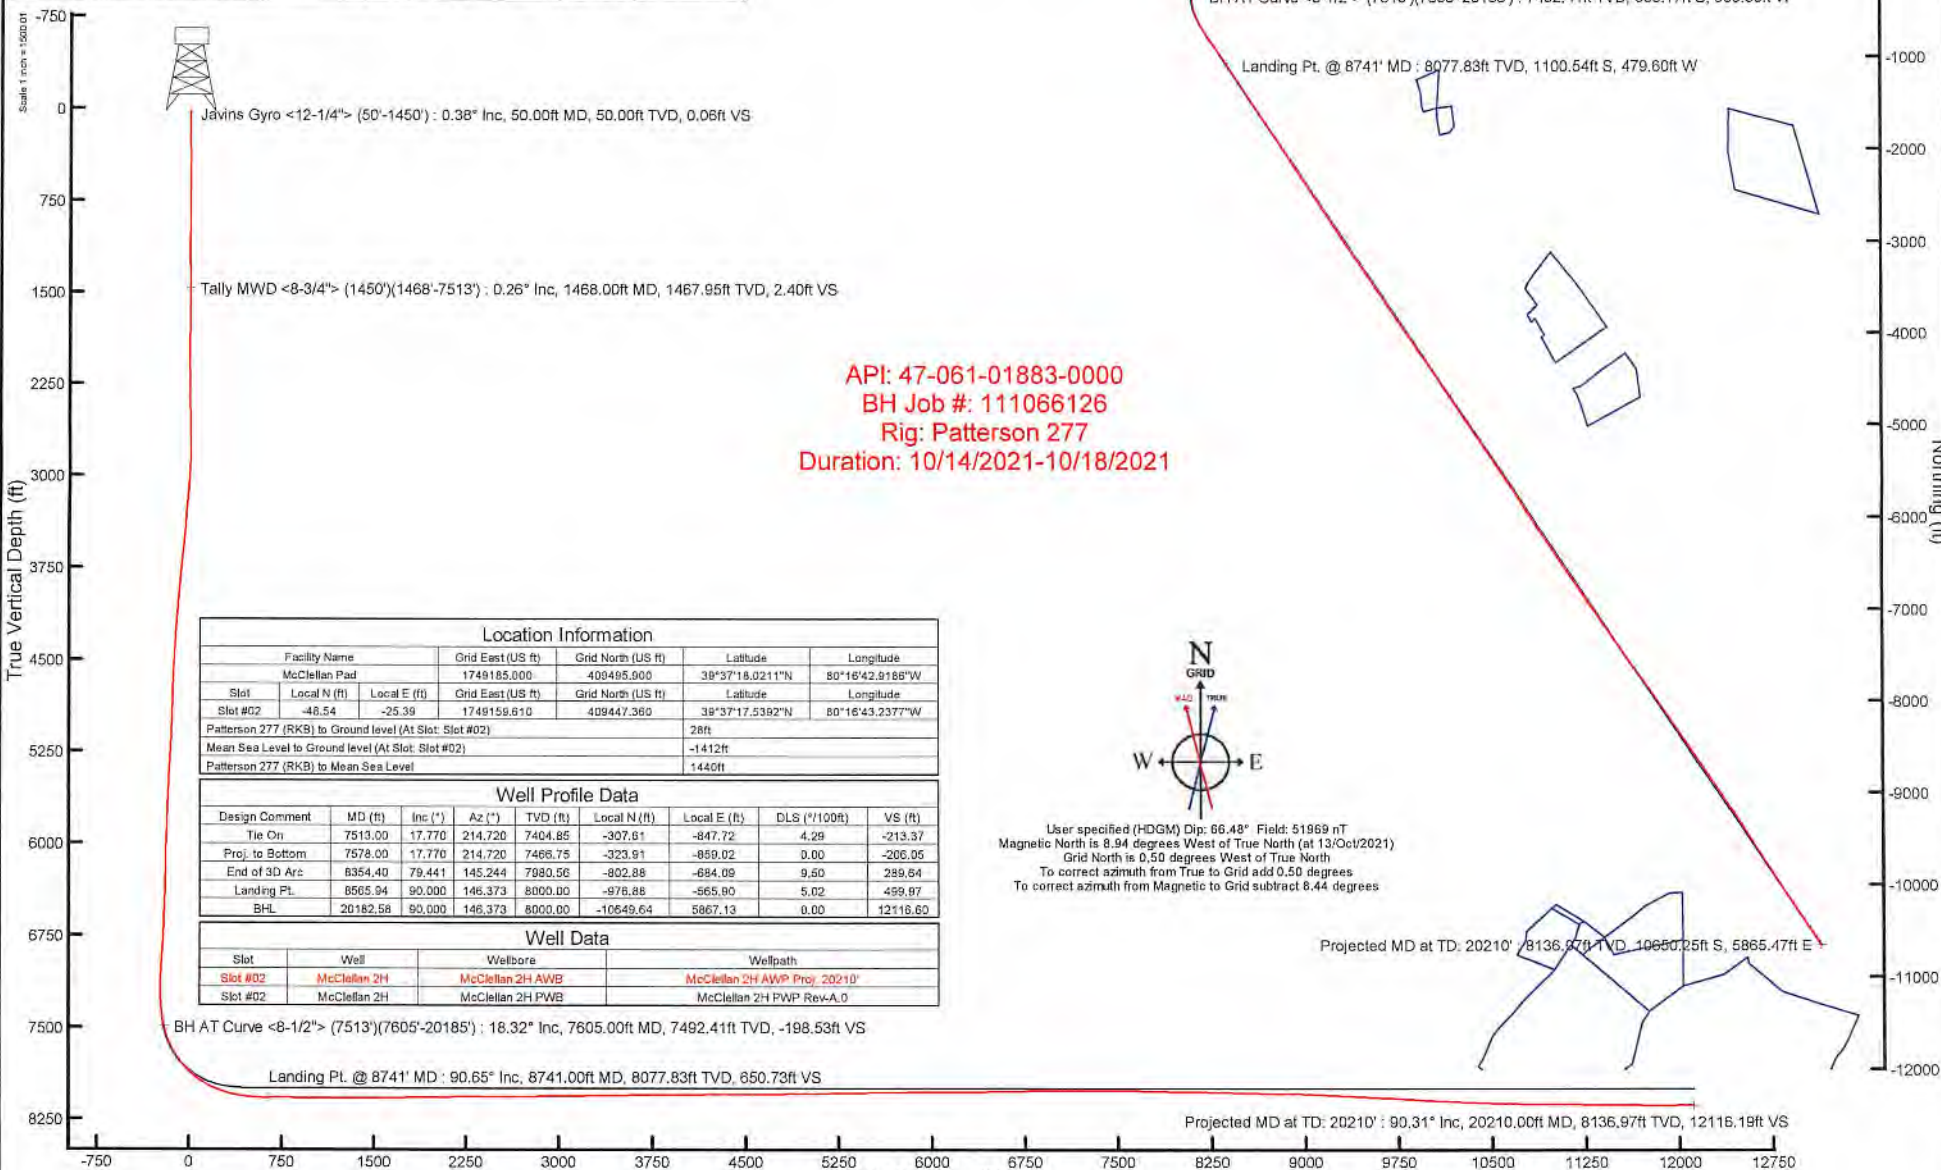 Scale 1 inch = 1500.01
-750
0
750
1500
2250
3000
3750
4500
5250
6000
6750
7500
8250
True Vertical Depth (ft)
Landing Pt. @ 8741' MD : 8077.83ft TVD, 1100.54ft S, 479.60ft W
Javins Gyro <12-1/4"> (50'-1450') : 0.38° Inc, 50.00ft MD, 50.00ft TVD, 0.06ft VS
Tally MWD <8-3/4"> (1450')(1468'-7513') : 0.26° Inc, 1468.00ft MD, 1467.95ft TVD, 2.40ft VS
API: 47-061-01883-0000
BH Job #: 111066126
Rig: Patterson 277
Duration: 10/14/2021-10/18/2021
Location Information
Facility Name Grid East (US ft) Grid North (US ft) Latitude Longitude
McClellan Pad 1749185.000 409495.900 39°37'18.0211"N 80°16'42.9186"W
Slot Local N (ft) Local E (ft) Grid East (US ft) Grid North (US ft) Latitude Longitude
Slot #02 -48.54 -25.39 1749159.610 409447.360 39°37'17.5392"N 80°16'43.2377"W
Patterson 277 (RKB) to Ground level (At Slot: Slot #02) 28ft
Mean Sea Level to Ground level (At Slot: Slot #02) -1412ft
Patterson 277 (RKB) to Mean Sea Level 1440ft
Well Profile Data
Design Comment MD (ft) Inc (°) Az (°) TVD (ft) Local N (ft) Local E (ft) DLS (°/100ft) VS (ft)
Tie On 7513.00 17.770 214.720 7404.85 -307.61 -847.72 4.29 -213.37
Proj. to Bottom 7578.00 17.770 214.720 7466.75 -323.91 -859.02 0.00 -206.05
End of 3D Arc 8354.40 79.441 145.244 7980.56 -802.88 -684.09 9.50 289.64
Landing Pt. 8565.94 90.000 146.373 8000.00 -976.88 -565.90 5.02 499.97
BHL 20182.58 90.000 146.373 8000.00 -10649.64 5867.13 0.00 12116.60
Well Data
Slot Well Wellbore Wellpath
Slot #02 McClellan 2H McClellan 2H AWB McClellan 2H AWP Proj. 20210'
Slot #02 McClellan 2H McClellan 2H PWB McClellan 2H PWP Rev-A.0
N
GRID
MAG TRUE
W E
User specified (HDGM) Dip: 66.48° Field: 51969 nT
Magnetic North is 8.94 degrees West of True North (at 13/Oct/2021)
Grid North is 0.50 degrees West of True North
To correct azimuth from True to Grid add 0.50 degrees
To correct azimuth from Magnetic to Grid subtract 8.44 degrees
Projected MD at TD: 20210' : 8136.97ft TVD, 10650.25ft S, 5865.47ft E
BH AT Curve <8-1/2"> (7513')(7605'-20185') : 18.32° Inc, 7605.00ft MD, 7492.41ft TVD, -198.53ft VS
Landing Pt. @ 8741' MD : 90.65° Inc, 8741.00ft MD, 8077.83ft TVD, 650.73ft VS
Projected MD at TD: 20210' : 90.31° Inc, 20210.00ft MD, 8136.97ft TVD, 12116.19ft VS
-750 0 750 1500 2250 3000 3750 4500 5250 6000 6750 7500 8250 9000 9750 10500 11250 12000 12750
-1000
-2000
-3000
-4000
-5000
-6000
-7000
-8000
-9000
-10000
-11000
-12000
Northing (ft)